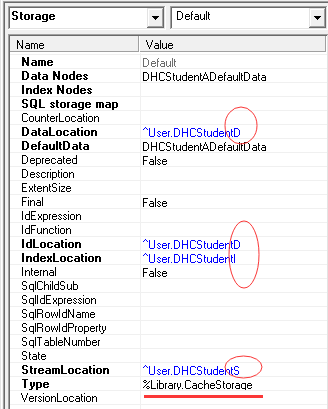 Storage Default
Name Value
Name Default
Data Nodes DHCStudentADefaultData
Index Nodes
SQL storage map
CounterLocation
DataLocation ^User.DHCStudentD
DefaultData DHCStudentADefaultData
Deprecated False
Description
ExtentSize
Final False
IdExpression
IdFunction
IdLocation ^User.DHCStudentD
IndexLocation ^User.DHCStudentI
Internal False
SqlChildSub
SqlIdExpression
SqlRowIdName
SqlRowIdProperty
SqlTableNumber
State
StreamLocation ^User.DHCStudentS
Type %Library.CacheStorage
VersionLocation